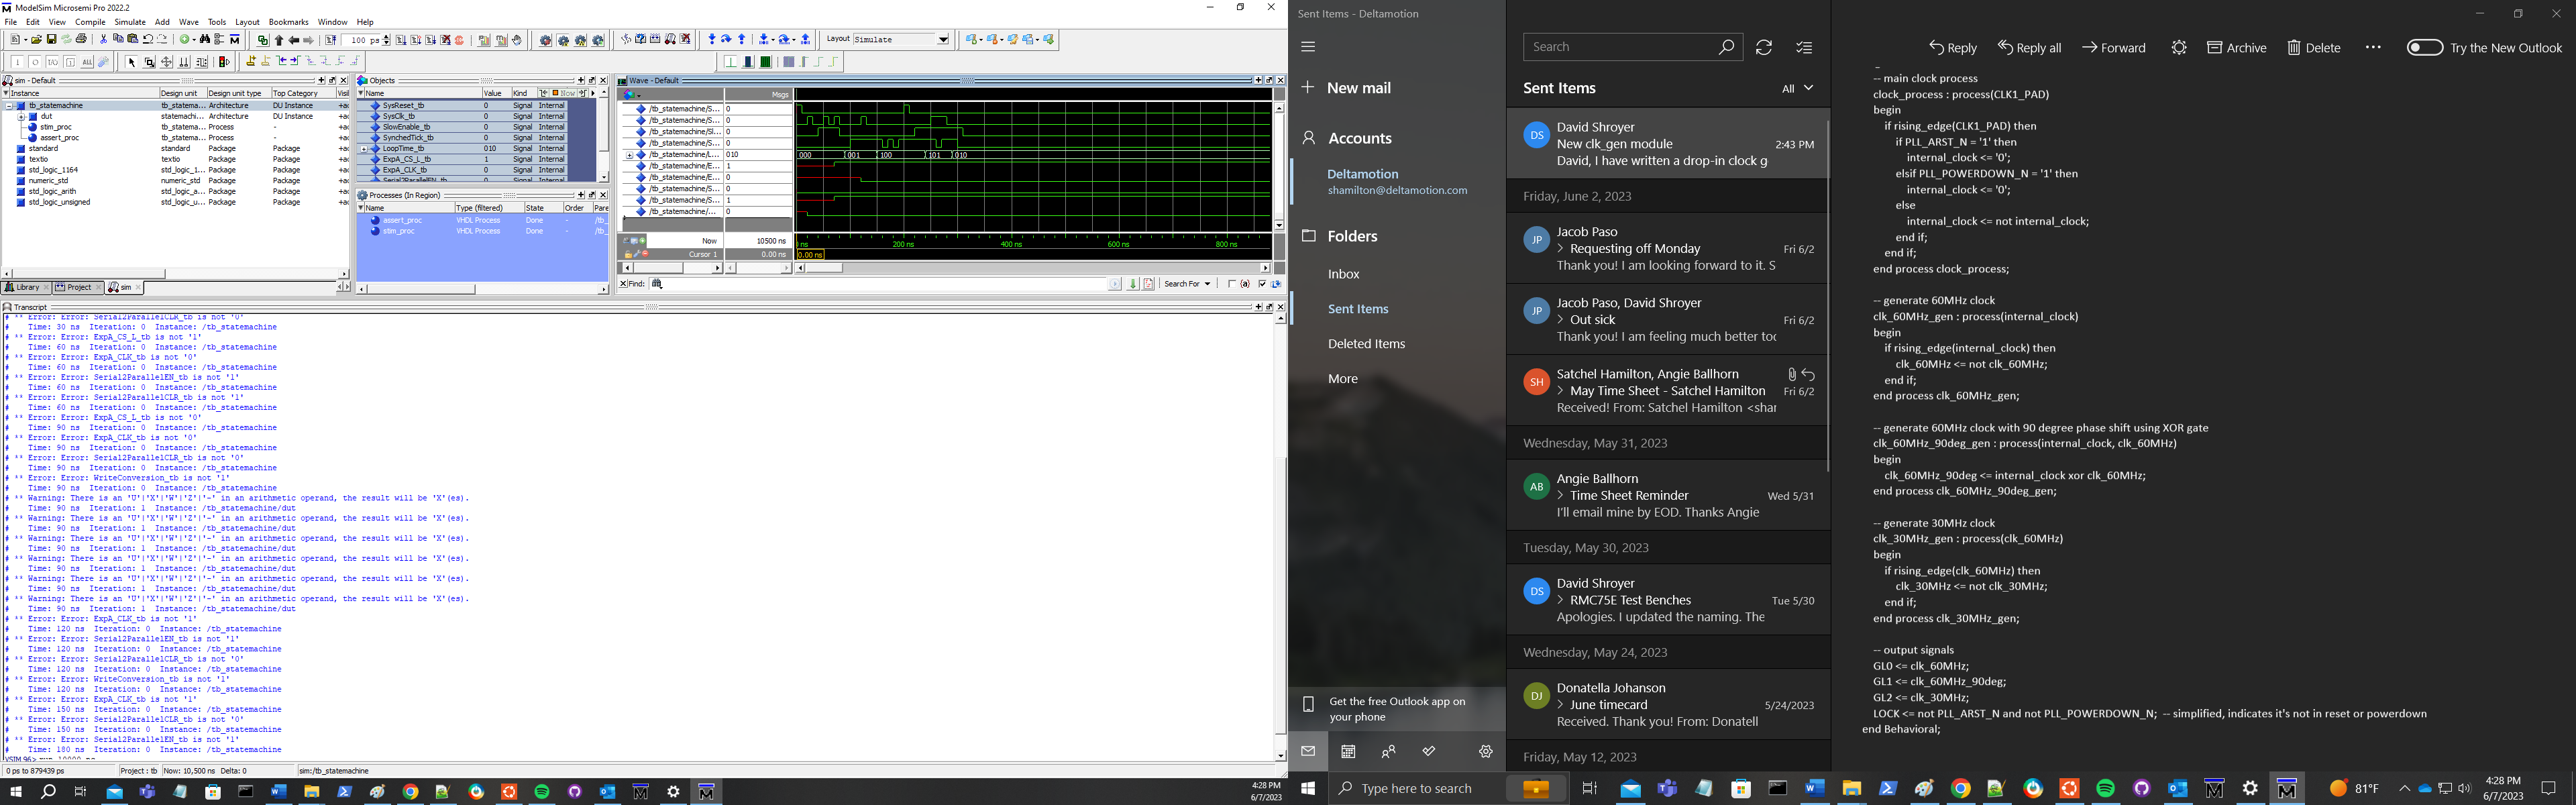 ModelSim Microsemi Pro 2022.2
File Edit View Compile Simulate Add Wave Tools Layout Bookmarks Window Help
100 ps
Layout Simulate
sim - Default
Instance Design unit Design unit type Top Category Visil
tb_statemachine tb_statema... Architecture DU Instance +ac
dut statemachi... Architecture DU Instance +ac
stim_proc tb_statema... Process - +ac
assert_proc tb_statema... Process - +ac
standard standard Package Package +ac
textio textio Package Package +ac
std_logic_1164 std_logic_1... Package Package +ac
numeric_std numeric_std Package Package +ac
std_logic_arith std_logic_a... Package Package +ac
std_logic_unsigned std_logic_u... Package Package +ac
Library Project sim
Objects
Name Value Kind Mode Now
SysReset_tb 0 Signal Internal
SysClk_tb 0 Signal Internal
SlowEnable_tb 0 Signal Internal
SynchedTick_tb 0 Signal Internal
LoopTime_tb 010 Signal Internal
ExpA_CS_L_tb 1 Signal Internal
ExpA_CLK_tb 0 Signal Internal
Serial2ParallelEN_tb 0 Signal Internal
Processes (In Region)
Name Type (filtered) State Order Pare
assert_proc VHDL Process Done - /tb_
stim_proc VHDL Process Done - /tb_
Wave - Default
Msgs
/tb_statemachine/S... 0
/tb_statemachine/S... 0
/tb_statemachine/Sl... 0
/tb_statemachine/S... 0
/tb_statemachine/L... 010 000 001 100 101 010
/tb_statemachine/E... 1
/tb_statemachine/E... 0
/tb_statemachine/S... 0
/tb_statemachine/S... 1
/tb_statemachine/... 0
Now 10500 ns ns 200 ns 400 ns 600 ns 800 ns
Cursor 1 0.00 ns 0.00 ns
Find: Search For
Transcript
# ** Error: Error: Serial2ParallelCLR_tb is not '0'
# Time: 30 ns Iteration: 0 Instance: /tb_statemachine
# ** Error: Error: ExpA_CS_L_tb is not '1'
# Time: 60 ns Iteration: 0 Instance: /tb_statemachine
# ** Error: Error: ExpA_CLK_tb is not '0'
# Time: 60 ns Iteration: 0 Instance: /tb_statemachine
# ** Error: Error: Serial2ParallelEN_tb is not '1'
# Time: 60 ns Iteration: 0 Instance: /tb_statemachine
# ** Error: Error: Serial2ParallelCLR_tb is not '1'
# Time: 60 ns Iteration: 0 Instance: /tb_statemachine
# ** Error: Error: ExpA_CS_L_tb is not '0'
# Time: 90 ns Iteration: 0 Instance: /tb_statemachine
# ** Error: Error: ExpA_CLK_tb is not '0'
# Time: 90 ns Iteration: 0 Instance: /tb_statemachine
# ** Error: Error: Serial2ParallelCLR_tb is not '0'
# Time: 90 ns Iteration: 0 Instance: /tb_statemachine
# ** Error: Error: WriteConversion_tb is not '1'
# Time: 90 ns Iteration: 0 Instance: /tb_statemachine
# ** Warning: There is an 'U'|'X'|'W'|'Z'|'-' in an arithmetic operand, the result will be 'X'(es).
# Time: 90 ns Iteration: 1 Instance: /tb_statemachine/dut
# ** Warning: There is an 'U'|'X'|'W'|'Z'|'-' in an arithmetic operand, the result will be 'X'(es).
# Time: 90 ns Iteration: 1 Instance: /tb_statemachine/dut
# ** Warning: There is an 'U'|'X'|'W'|'Z'|'-' in an arithmetic operand, the result will be 'X'(es).
# Time: 90 ns Iteration: 1 Instance: /tb_statemachine/dut
# ** Warning: There is an 'U'|'X'|'W'|'Z'|'-' in an arithmetic operand, the result will be 'X'(es).
# Time: 90 ns Iteration: 1 Instance: /tb_statemachine/dut
# ** Warning: There is an 'U'|'X'|'W'|'Z'|'-' in an arithmetic operand, the result will be 'X'(es).
# Time: 90 ns Iteration: 1 Instance: /tb_statemachine/dut
# ** Warning: There is an 'U'|'X'|'W'|'Z'|'-' in an arithmetic operand, the result will be 'X'(es).
# Time: 90 ns Iteration: 1 Instance: /tb_statemachine/dut
# ** Error: Error: ExpA_CLK_tb is not '1'
# Time: 120 ns Iteration: 0 Instance: /tb_statemachine
# ** Error: Error: Serial2ParallelEN_tb is not '1'
# Time: 120 ns Iteration: 0 Instance: /tb_statemachine
# ** Error: Error: Serial2ParallelCLR_tb is not '0'
# Time: 120 ns Iteration: 0 Instance: /tb_statemachine
# ** Error: Error: WriteConversion_tb is not '1'
# Time: 120 ns Iteration: 0 Instance: /tb_statemachine
# ** Error: Error: ExpA_CLK_tb is not '1'
# Time: 150 ns Iteration: 0 Instance: /tb_statemachine
# ** Error: Error: Serial2ParallelCLR_tb is not '0'
# Time: 150 ns Iteration: 0 Instance: /tb_statemachine
# ** Error: Error: Serial2ParallelEN_tb is not '1'
# Time: 180 ns Iteration: 0 Instance: /tb_statemachine
VSIM 96> run 10000 ns
0 ps to 879439 ps Project : tb Now: 10,500 ns Delta: 0 sim:/tb_statemachine
4:28 PM
6/7/2023
Sent Items - Deltamotion
New mail
Accounts
Deltamotion
shamilton@deltamotion.com
Folders
Inbox
Sent Items
Deleted Items
More
Get the free Outlook app on
your phone
Search
Sent Items All
DS David Shroyer
New clk_gen module 2:43 PM
David, I have written a drop-in clock g
Friday, June 2, 2023
JP Jacob Paso
> Requesting off Monday Fri 6/2
Thank you! I am looking forward to it. S
JP Jacob Paso, David Shroyer
> Out sick Fri 6/2
Thank you! I am feeling much better too
SH Satchel Hamilton, Angie Ballhorn
> May Time Sheet - Satchel Hamilton Fri 6/2
Received! From: Satchel Hamilton <shar
Wednesday, May 31, 2023
AB Angie Ballhorn
> Time Sheet Reminder Wed 5/31
I'll email mine by EOD. Thanks Angie
Tuesday, May 30, 2023
DS David Shroyer
> RMC75E Test Benches Tue 5/30
Apologies. I updated the naming. The
Wednesday, May 24, 2023
DJ Donatella Johanson
> June timecard 5/24/2023
Received. Thank you! From: Donatell
Friday, May 12, 2023
Reply Reply all Forward Archive Delete ... Try the New Outlook
-- main clock process
clock_process : process(CLK1_PAD)
begin
if rising_edge(CLK1_PAD) then
if PLL_ARST_N = '1' then
internal_clock <= '0';
elsif PLL_POWERDOWN_N = '1' then
internal_clock <= '0';
else
internal_clock <= not internal_clock;
end if;
end if;
end process clock_process;
-- generate 60MHz clock
clk_60MHz_gen : process(internal_clock)
begin
if rising_edge(internal_clock) then
clk_60MHz <= not clk_60MHz;
end if;
end process clk_60MHz_gen;
-- generate 60MHz clock with 90 degree phase shift using XOR gate
clk_60MHz_90deg_gen : process(internal_clock, clk_60MHz)
begin
clk_60MHz_90deg <= internal_clock xor clk_60MHz;
end process clk_60MHz_90deg_gen;
-- generate 30MHz clock
clk_30MHz_gen : process(clk_60MHz)
begin
if rising_edge(clk_60MHz) then
clk_30MHz <= not clk_30MHz;
end if;
end process clk_30MHz_gen;
-- output signals
GL0 <= clk_60MHz;
GL1 <= clk_60MHz_90deg;
GL2 <= clk_30MHz;
LOCK <= not PLL_ARST_N and not PLL_POWERDOWN_N; -- simplified, indicates it's not in reset or powerdown
end Behavioral;
Type here to search
81°F
4:28 PM
6/7/2023